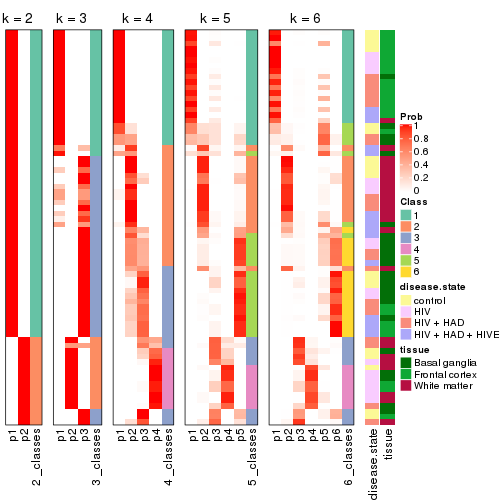 k = 2
k = 3
k = 4
k = 5
k = 6
p1
p2
2_classes
p1
p2
p3
3_classes
p1
p2
p3
p4
4_classes
p1
p2
p3
p4
p5
5_classes
p1
p2
p3
p4
p5
p6
6_classes
disease.state
tissue
Prob
1
0.8
0.6
0.4
0.2
0
Class
1
2
3
4
5
6
disease.state
control
HIV
HIV + HAD
HIV + HAD + HIVE
tissue
Basal ganglia
Frontal cortex
White matter